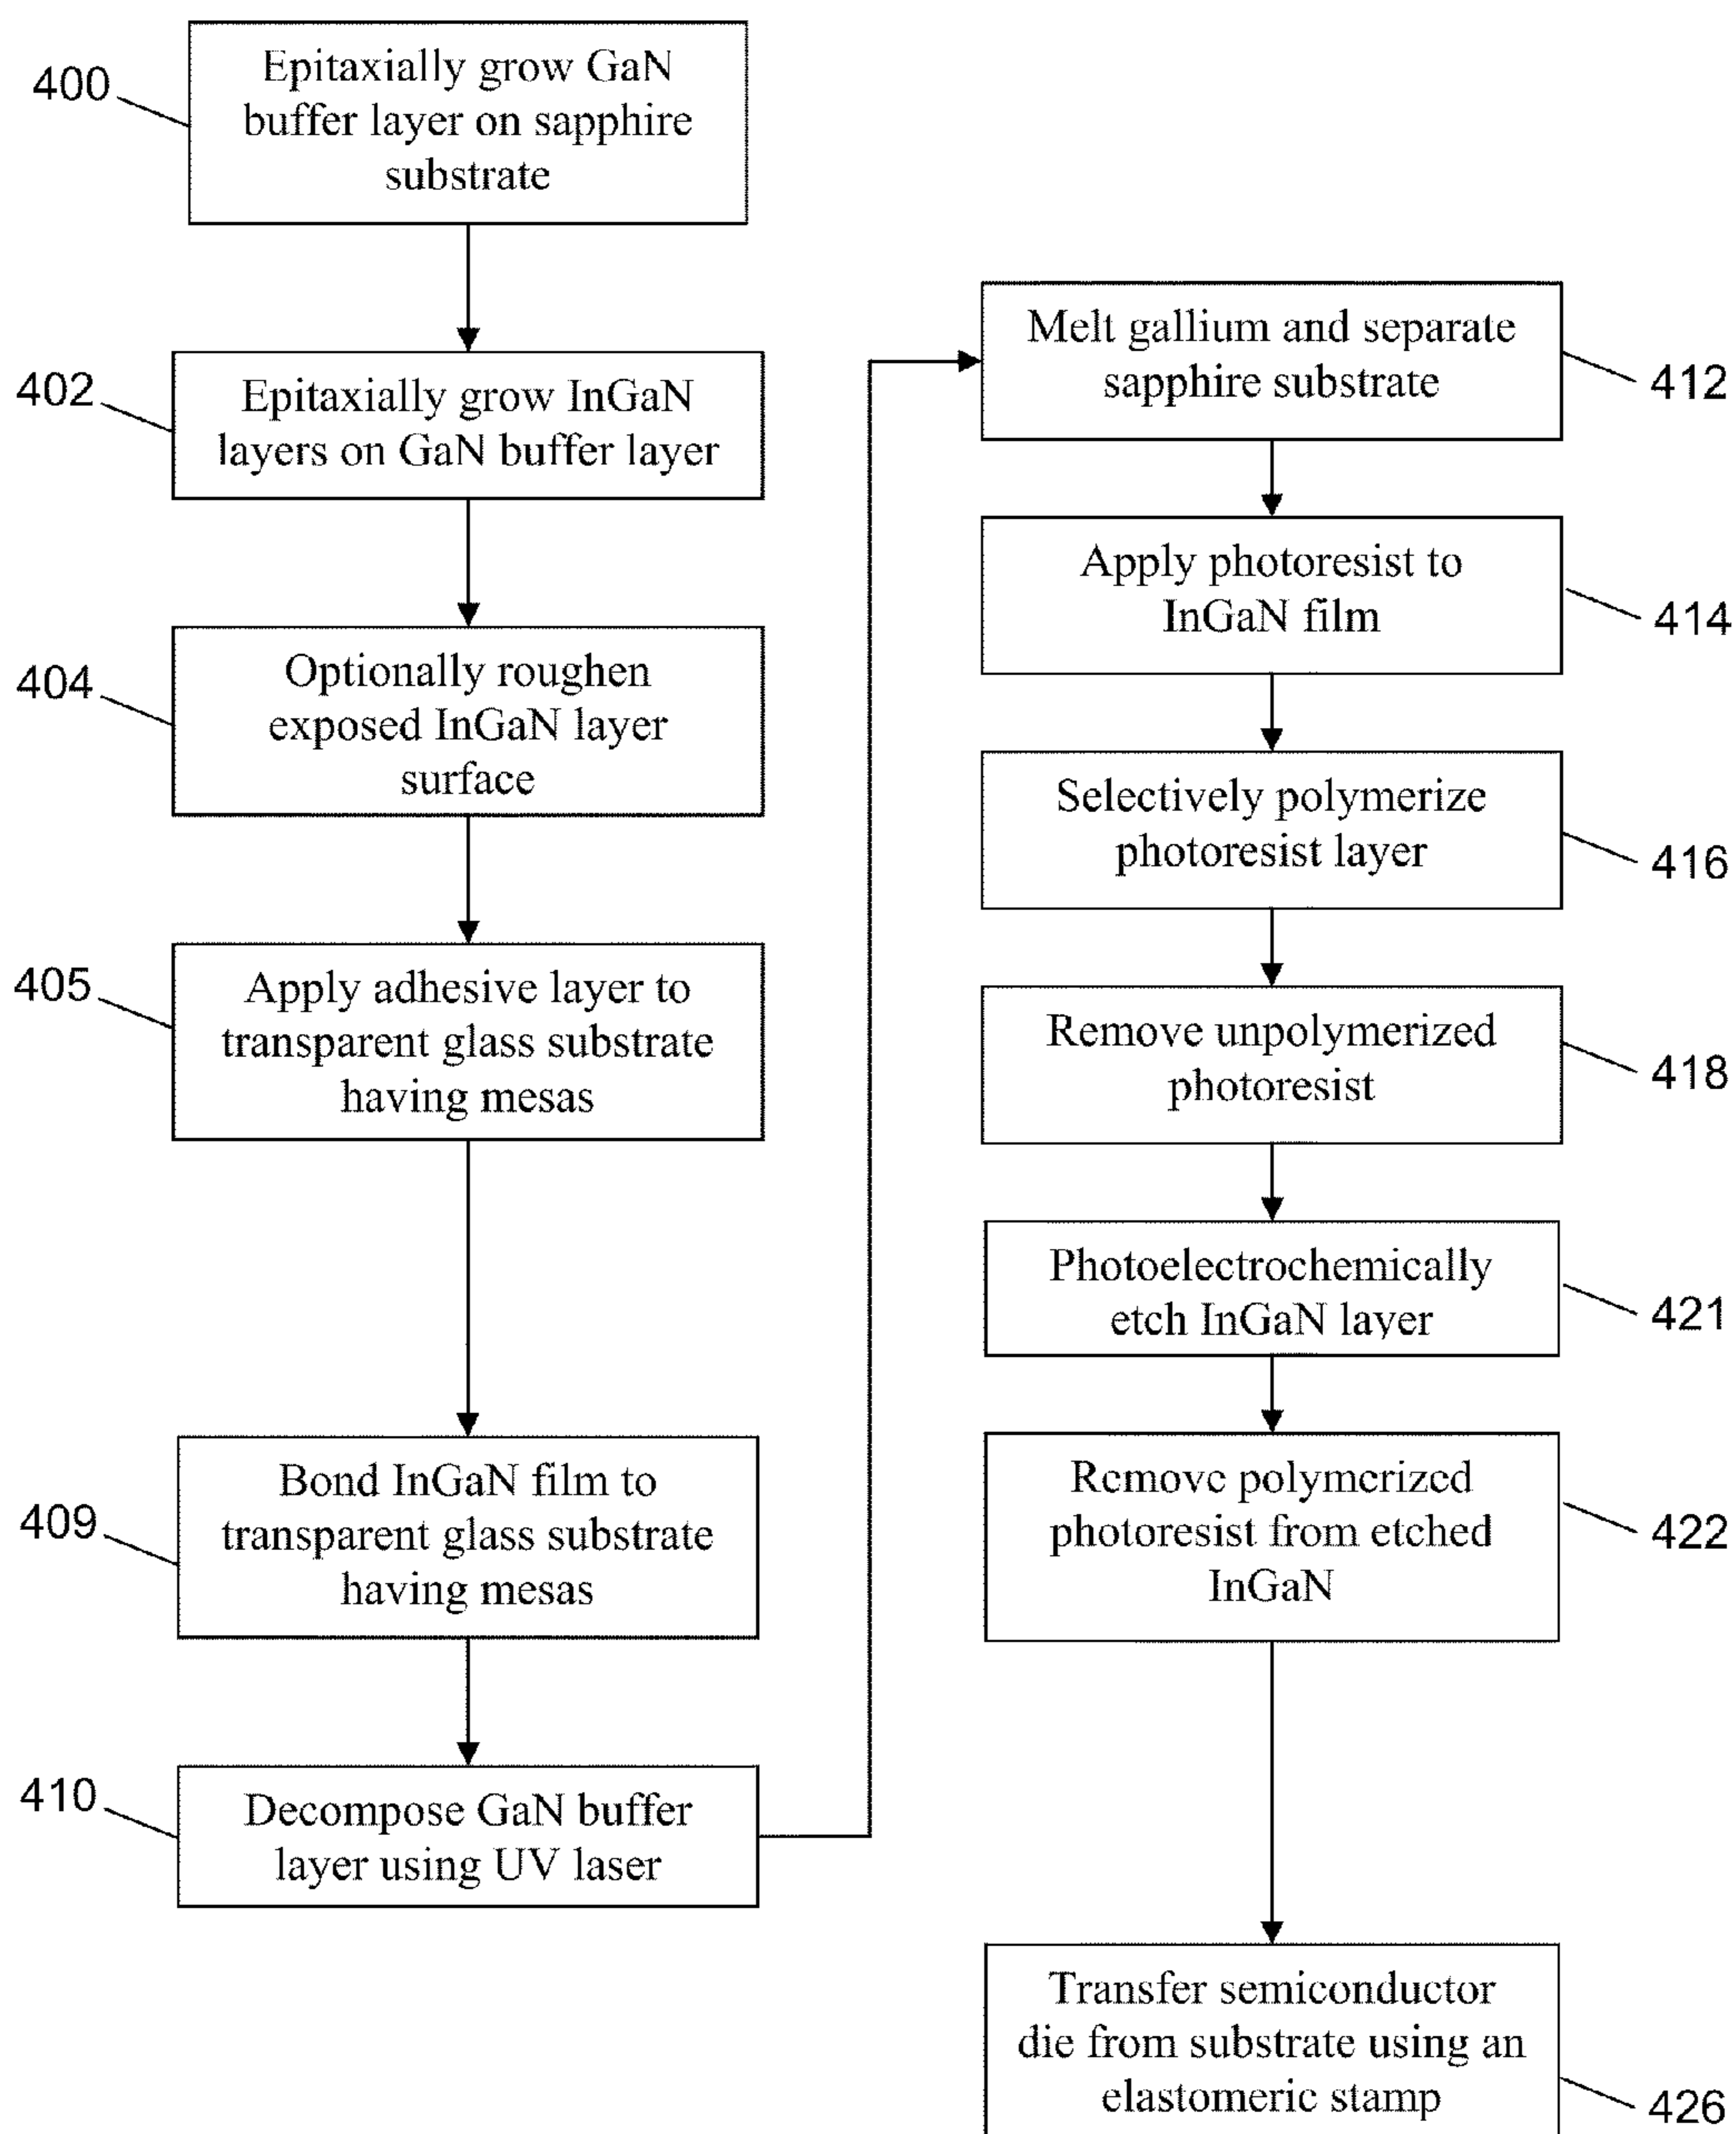 400
Epitaxially grow GaN
buffer layer on sapphire
substrate
402
Epitaxially grow InGaN
layers on GaN buffer layer
404
Optionally roughen
exposed InGaN layer
surface
405
Apply adhesive layer to
transparent glass substrate
having mesas
409
Bond InGaN film to
transparent glass substrate
having mesas
410
Decompose GaN buffer
layer using UV laser
Melt gallium and separate
sapphire substrate
412
Apply photoresist to
InGaN film
414
Selectively polymerize
photoresist layer
416
Remove unpolymerized
photoresist
418
Photoelectrochemically
etch InGaN layer
421
Remove polymerized
photoresist from etched
InGaN
422
Transfer semiconductor
die from substrate using an
elastomeric stamp
426